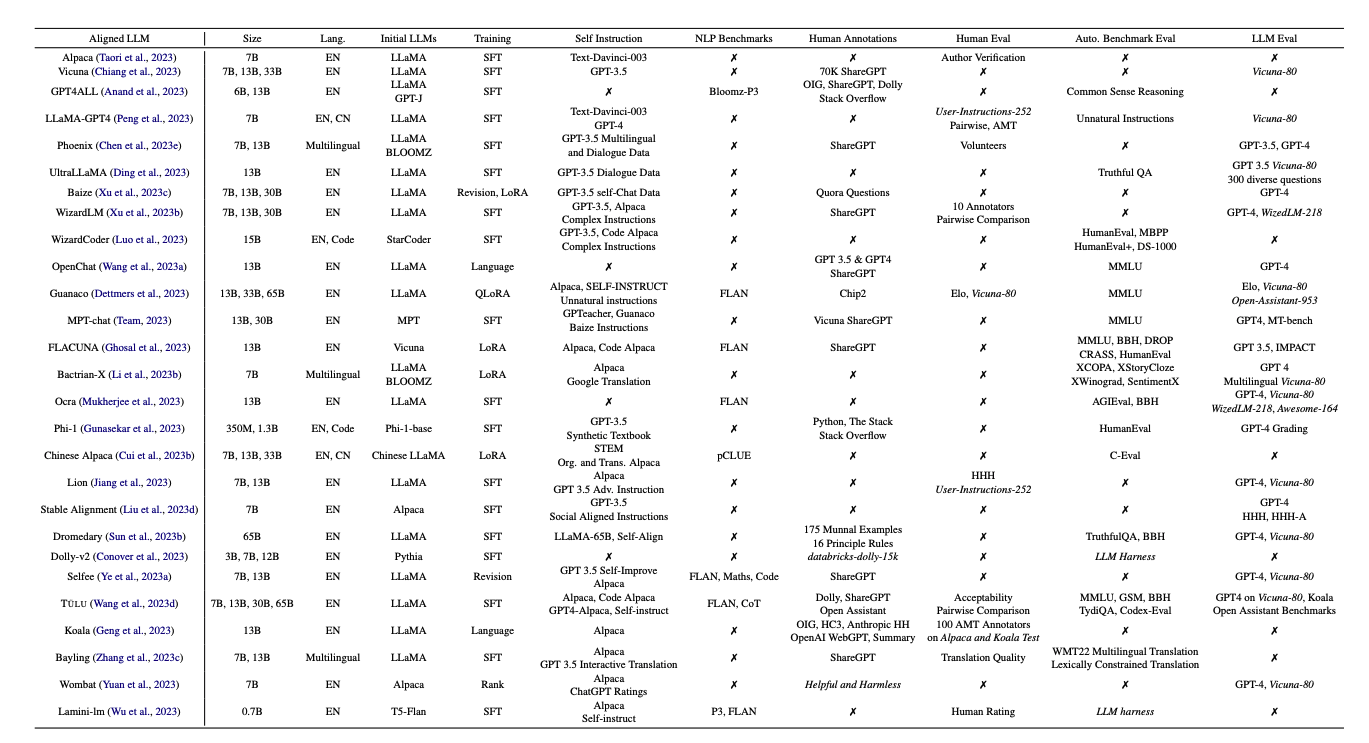 Aligned LLM Size Lang. Initial LLMs Training Self Instruction NLP Benchmarks Human Annotations Human Eval Auto. Benchmark Eval LLM Eval
Alpaca (Taori et al., 2023) 7B EN LLaMA SFT Text-Davinci-003 ✗ ✗ Author Verification ✗ ✗
Vicuna (Chiang et al., 2023) 7B, 13B, 33B EN LLaMA SFT GPT-3.5 ✗ 70K ShareGPT ✗ ✗ Vicuna-80
GPT4ALL (Anand et al., 2023) 6B, 13B EN LLaMA GPT-J SFT ✗ Bloomz-P3 OIG, ShareGPT, Dolly Stack Overflow ✗ Common Sense Reasoning ✗
LLaMA-GPT4 (Peng et al., 2023) 7B EN, CN LLaMA SFT Text-Davinci-003 GPT-4 ✗ ✗ User-Instructions-252 Pairwise, AMT Unnatural Instructions Vicuna-80
Phoenix (Chen et al., 2023e) 7B, 13B Multilingual LLaMA BLOOMZ SFT GPT-3.5 Multilingual and Dialogue Data ✗ ShareGPT Volunteers ✗ GPT-3.5, GPT-4
UltraLLaMA (Ding et al., 2023) 13B EN LLaMA SFT GPT-3.5 Dialogue Data ✗ ✗ ✗ Truthful QA GPT 3.5 Vicuna-80 300 diverse questions
Baize (Xu et al., 2023c) 7B, 13B, 30B EN LLaMA Revision, LoRA GPT-3.5 self-Chat Data ✗ Quora Questions ✗ ✗ GPT-4
WizardLM (Xu et al., 2023b) 7B, 13B, 30B EN LLaMA SFT GPT-3.5, Alpaca Complex Instructions ✗ ShareGPT 10 Annotators Pairwise Comparison ✗ GPT-4, WizedLM-218
WizardCoder (Luo et al., 2023) 15B EN, Code StarCoder SFT GPT-3.5, Code Alpaca Complex Instructions ✗ ✗ ✗ HumanEval, MBPP HumanEval+, DS-1000 ✗
OpenChat (Wang et al., 2023a) 13B EN LLaMA Language ✗ ✗ GPT 3.5 & GPT4 ShareGPT ✗ MMLU GPT-4
Guanaco (Dettmers et al., 2023) 13B, 33B, 65B EN LLaMA QLoRA Alpaca, SELF-INSTRUCT Unnatural instructions FLAN Chip2 Elo, Vicuna-80 MMLU Elo, Vicuna-80 Open-Assistant-953
MPT-chat (Team, 2023) 13B, 30B EN MPT SFT GPTeacher, Guanaco Baize Instructions ✗ Vicuna ShareGPT ✗ MMLU GPT4, MT-bench
FLACUNA (Ghosal et al., 2023) 13B EN Vicuna LoRA Alpaca, Code Alpaca FLAN ShareGPT ✗ MMLU, BBH, DROP CRASS, HumanEval GPT 3.5, IMPACT
Bactrian-X (Li et al., 2023b) 7B Multilingual LLaMA BLOOMZ LoRA Alpaca Google Translation ✗ ✗ ✗ XCOPA, XStoryCloze XWinograd, SentimentX GPT 4 Multilingual Vicuna-80
Ocra (Mukherjee et al., 2023) 13B EN LLaMA SFT ✗ FLAN ✗ ✗ AGIEval, BBH GPT-4, Vicuna-80 WizedLM-218, Awesome-164
Phi-1 (Gunasekar et al., 2023) 350M, 1.3B EN, Code Phi-1-base SFT GPT-3.5 Synthetic Textbook ✗ Python, The Stack Stack Overflow ✗ HumanEval GPT-4 Grading
Chinese Alpaca (Cui et al., 2023b) 7B, 13B, 33B EN, CN Chinese LLaMA LoRA STEM Org. and Trans. Alpaca pCLUE ✗ ✗ C-Eval ✗
Lion (Jiang et al., 2023) 7B, 13B EN LLaMA SFT Alpaca GPT 3.5 Adv. Instruction ✗ ✗ HHH User-Instructions-252 ✗ GPT-4, Vicuna-80
Stable Alignment (Liu et al., 2023d) 7B EN Alpaca SFT GPT-3.5 Social Aligned Instructions ✗ ✗ ✗ ✗ GPT-4 HHH, HHH-A
Dromedary (Sun et al., 2023b) 65B EN LLaMA SFT LLaMA-65B, Self-Align ✗ 175 Munnal Examples 16 Principle Rules ✗ TruthfulQA, BBH GPT-4, Vicuna-80
Dolly-v2 (Conover et al., 2023) 3B, 7B, 12B EN Pythia SFT ✗ ✗ databricks-dolly-15k ✗ LLM Harness ✗
Selfee (Ye et al., 2023a) 7B, 13B EN LLaMA Revision GPT 3.5 Self-Improve Alpaca FLAN, Maths, Code ShareGPT ✗ ✗ GPT-4, Vicuna-80
TÜLU (Wang et al., 2023d) 7B, 13B, 30B, 65B EN LLaMA SFT Alpaca, Code Alpaca GPT4-Alpaca, Self-instruct FLAN, CoT Dolly, ShareGPT Open Assistant Acceptability Pairwise Comparison MMLU, GSM, BBH TydiQA, Codex-Eval GPT4 on Vicuna-80, Koala Open Assistant Benchmarks
Koala (Geng et al., 2023) 13B EN LLaMA Language Alpaca ✗ OIG, HC3, Anthropic HH OpenAI WebGPT, Summary 100 AMT Annotators on Alpaca and Koala Test ✗ ✗
Bayling (Zhang et al., 2023c) 7B, 13B Multilingual LLaMA SFT Alpaca GPT 3.5 Interactive Translation ✗ ShareGPT Translation Quality WMT22 Multilingual Translation Lexically Constrained Translation ✗
Wombat (Yuan et al., 2023) 7B EN Alpaca Rank Alpaca ChatGPT Ratings ✗ Helpful and Harmless ✗ ✗ GPT-4, Vicuna-80
Lamini-lm (Wu et al., 2023) 0.7B EN T5-Flan SFT Alpaca Self-instruct P3, FLAN ✗ Human Rating LLM harness ✗